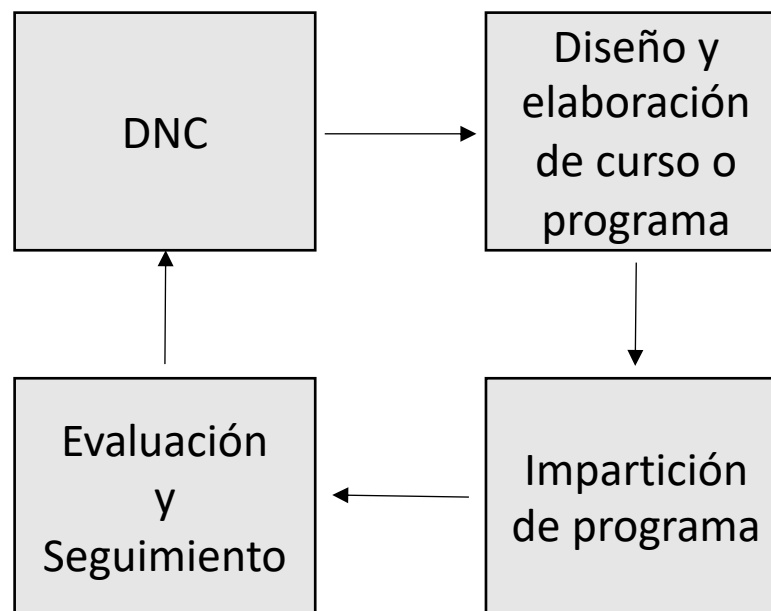 DNC
Diseño y
elaboración
de curso o
programa
Evaluación
y
Seguimiento
Impartición
de programa